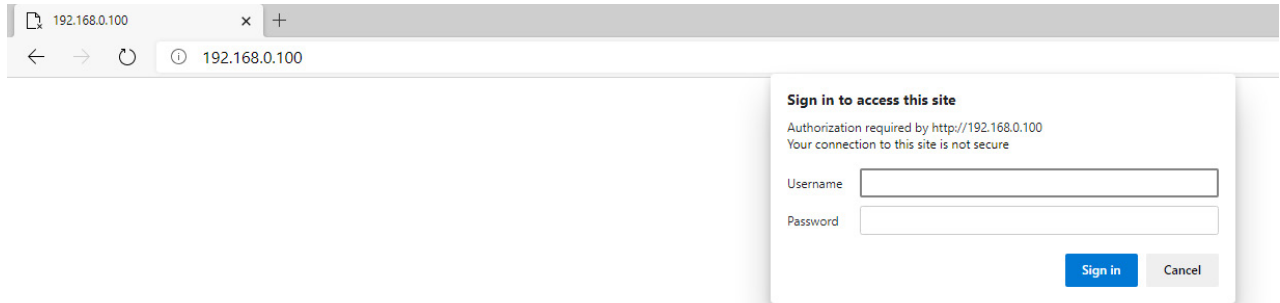 192.168.0.100
192.168.0.100
Sign in to access this site
Authorization required by http://192.168.0.100
Your connection to this site is not secure
Username
Password
Sign in Cancel